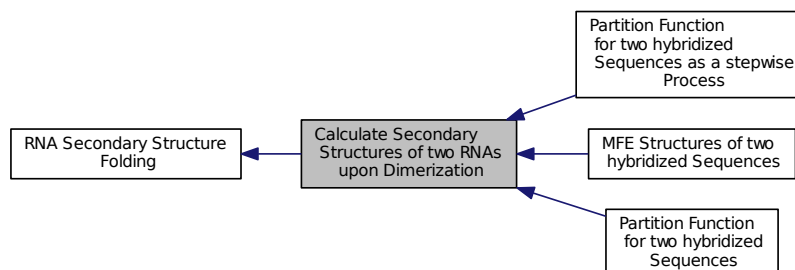 RNA Secondary Structure
Folding
Calculate Secondary
Structures of two RNAs
upon Dimerization
Partition Function
for two hybridized
Sequences as a stepwise
Process
MFE Structures of two
hybridized Sequences
Partition Function
for two hybridized
Sequences